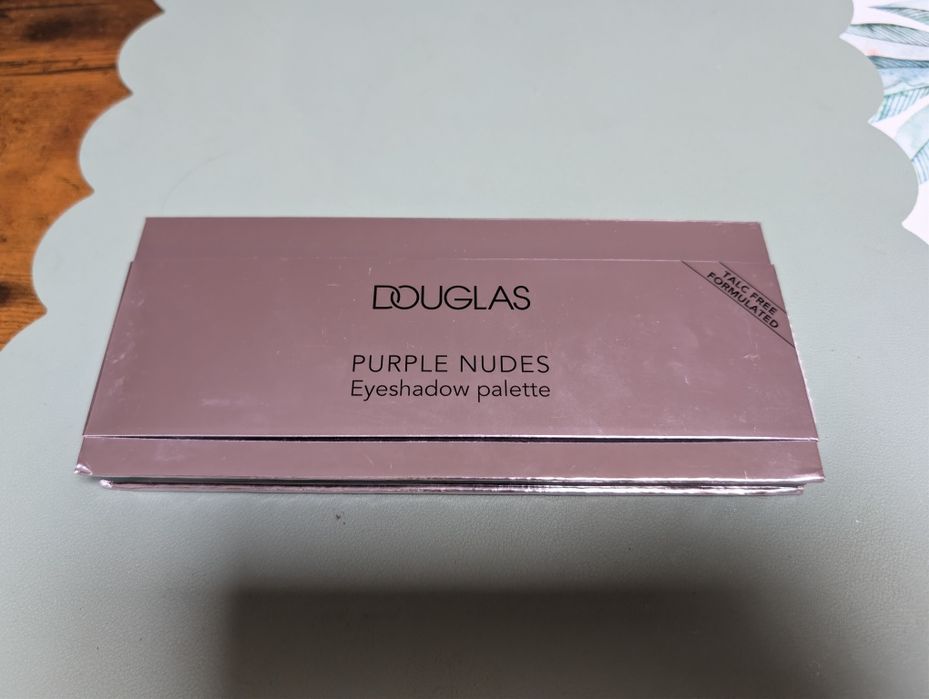 DOUGLAS
TALC FREE
FORMULATED
PURPLE NUDES
Eyeshadow palette